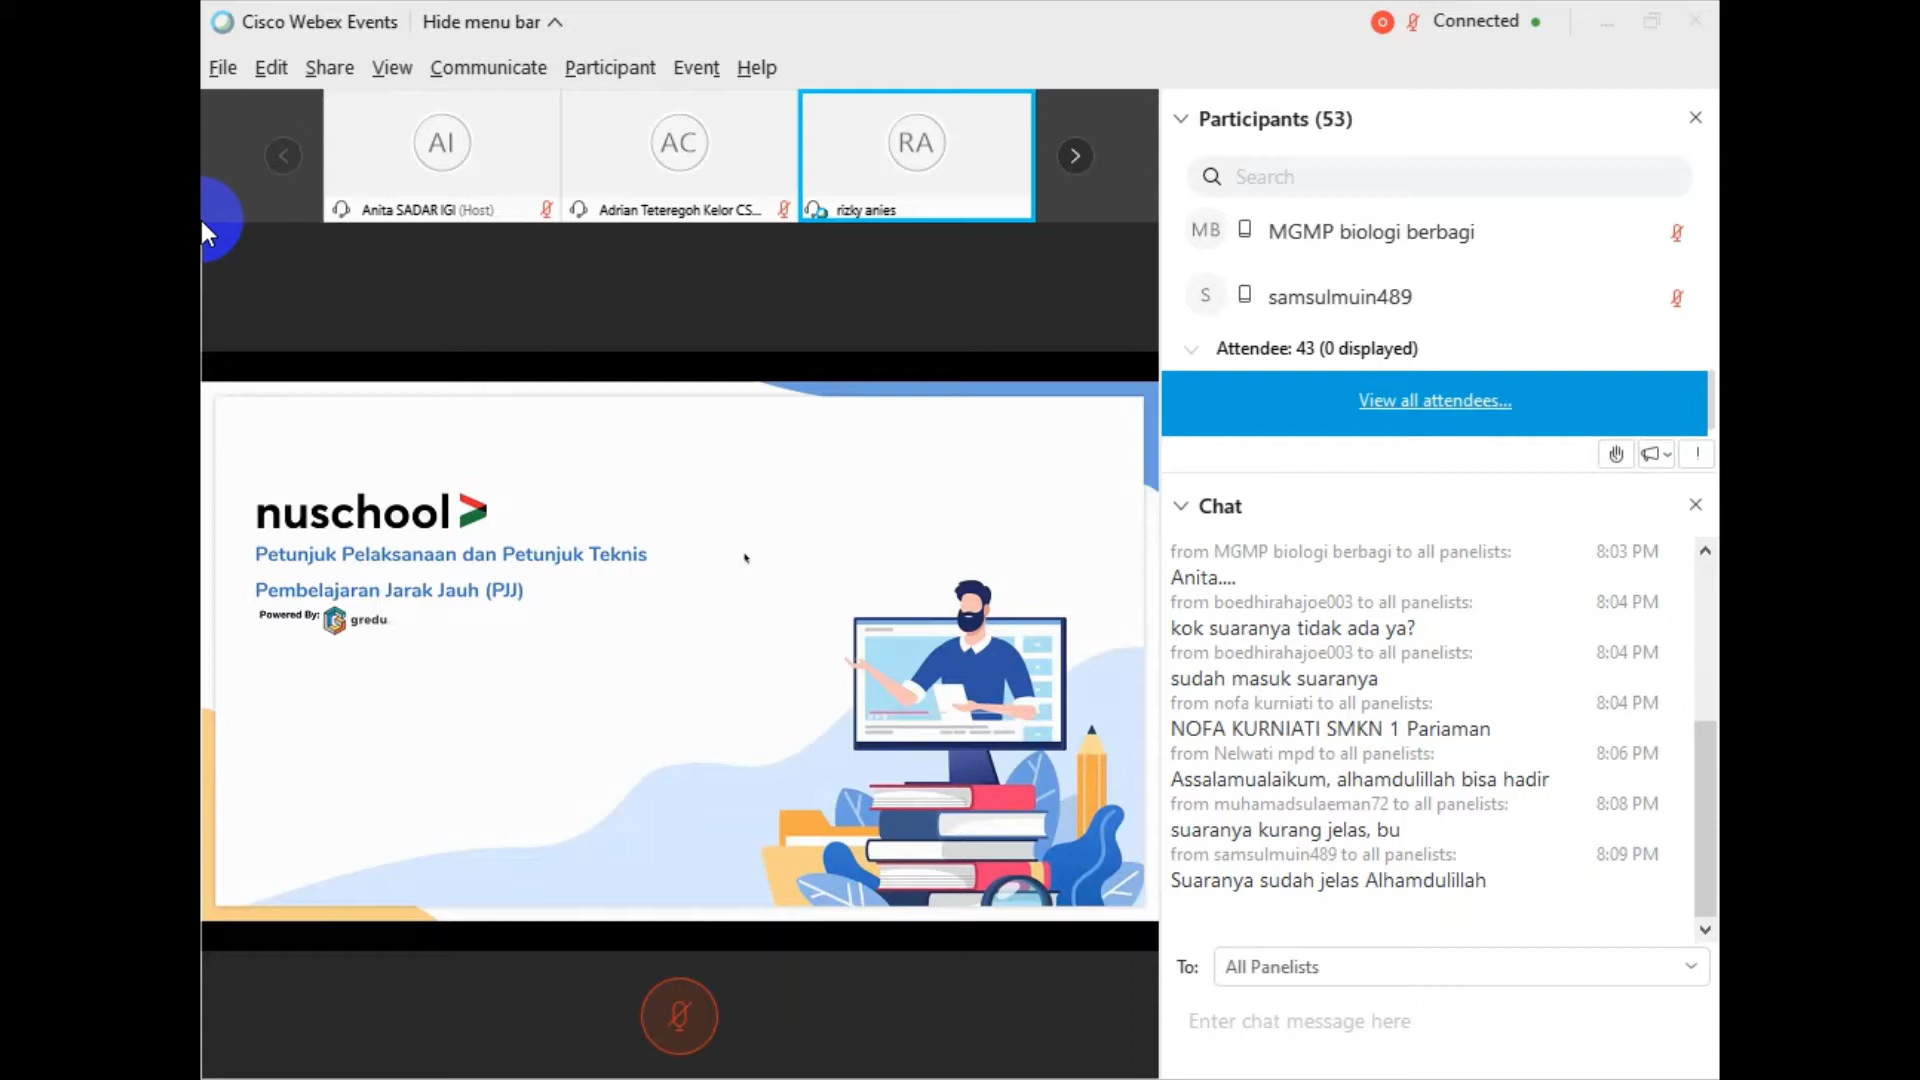 Cisco Webex Events
Hide menu bar
Connected
File Edit Share View Communicate Participant Event Help
AI
AC
RA
Anita SADAR IGI (Host)
Adrian Teteregoh Kelor CS...
rizky anies
Participants (53)
Search
MB MGMP biologi berbagi
S samsulmuin489
Attendee: 43 (0 displayed)
View all attendees...
nuschool
Petunjuk Pelaksanaan dan Petunjuk Teknis
Pembelajaran Jarak Jauh (PJJ)
Powered By: gredu
Chat
from MGMP biologi berbagi to all panelists: 8:03 PM
Anita....
from boedhirahajoe003 to all panelists: 8:04 PM
kok suaranya tidak ada ya?
from boedhirahajoe003 to all panelists: 8:04 PM
sudah masuk suaranya
from nofa kurniati to all panelists: 8:04 PM
NOFA KURNIATI SMKN 1 Pariaman
from Nelwati mpd to all panelists: 8:06 PM
Assalamualaikum, alhamdulillah bisa hadir
from muhamadsulaeman72 to all panelists: 8:08 PM
suaranya kurang jelas, bu
from samsulmuin489 to all panelists: 8:09 PM
Suaranya sudah jelas Alhamdulillah
To: All Panelists
Enter chat message here